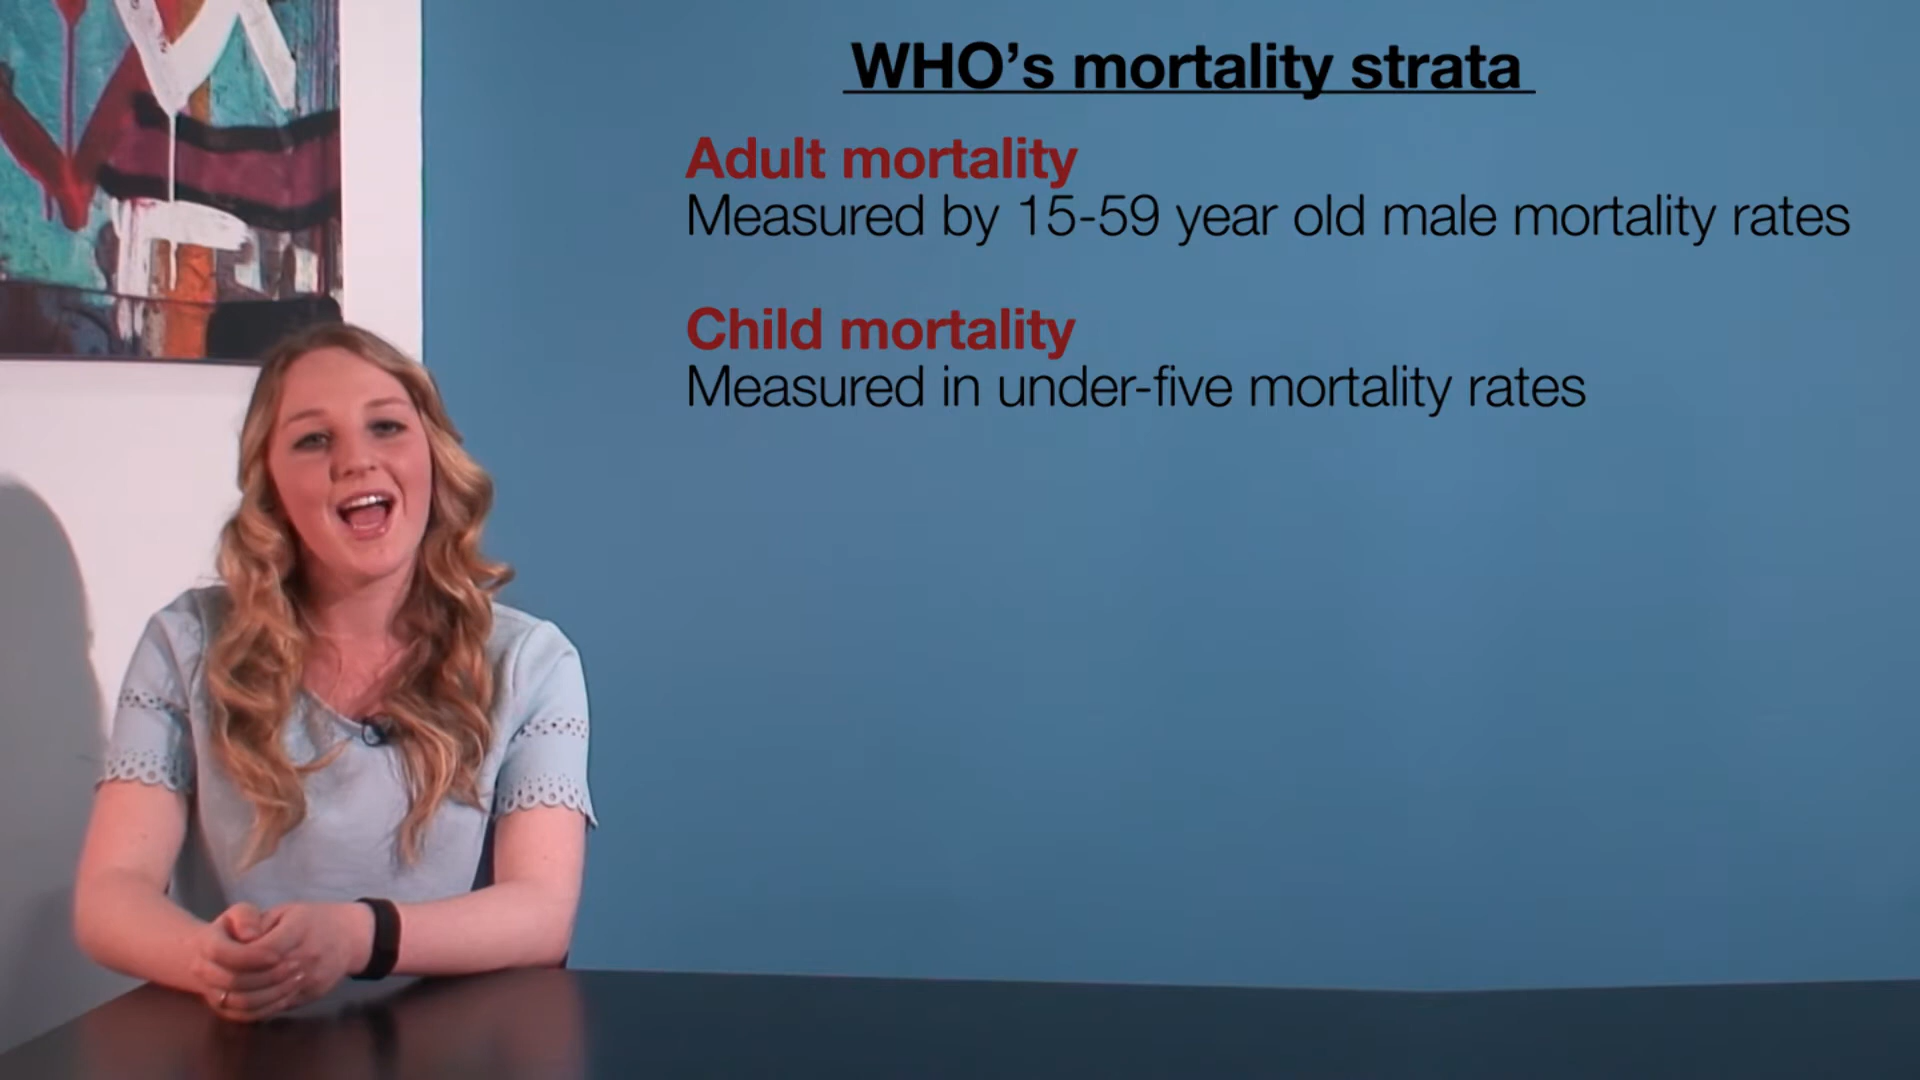 WHO’s mortality strata
Adult mortality
Measured by 15-59 year old male mortality rates
Child mortality
Measured in under-five mortality rates